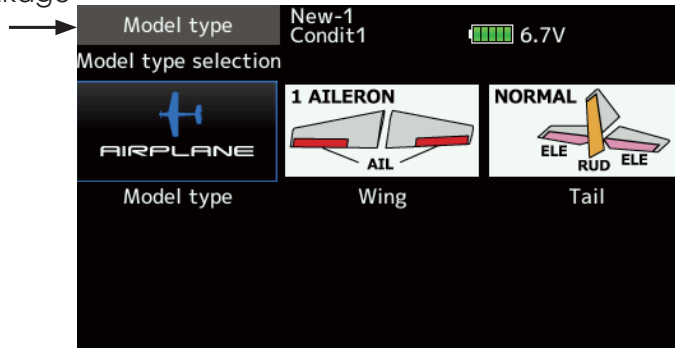 Model type
New-1
Condit1
6.7V
Model type selection
AIRPLANE
1 AILERON
AIL
NORMAL
ELE
RUD
ELE
Model type
Wing
Tail